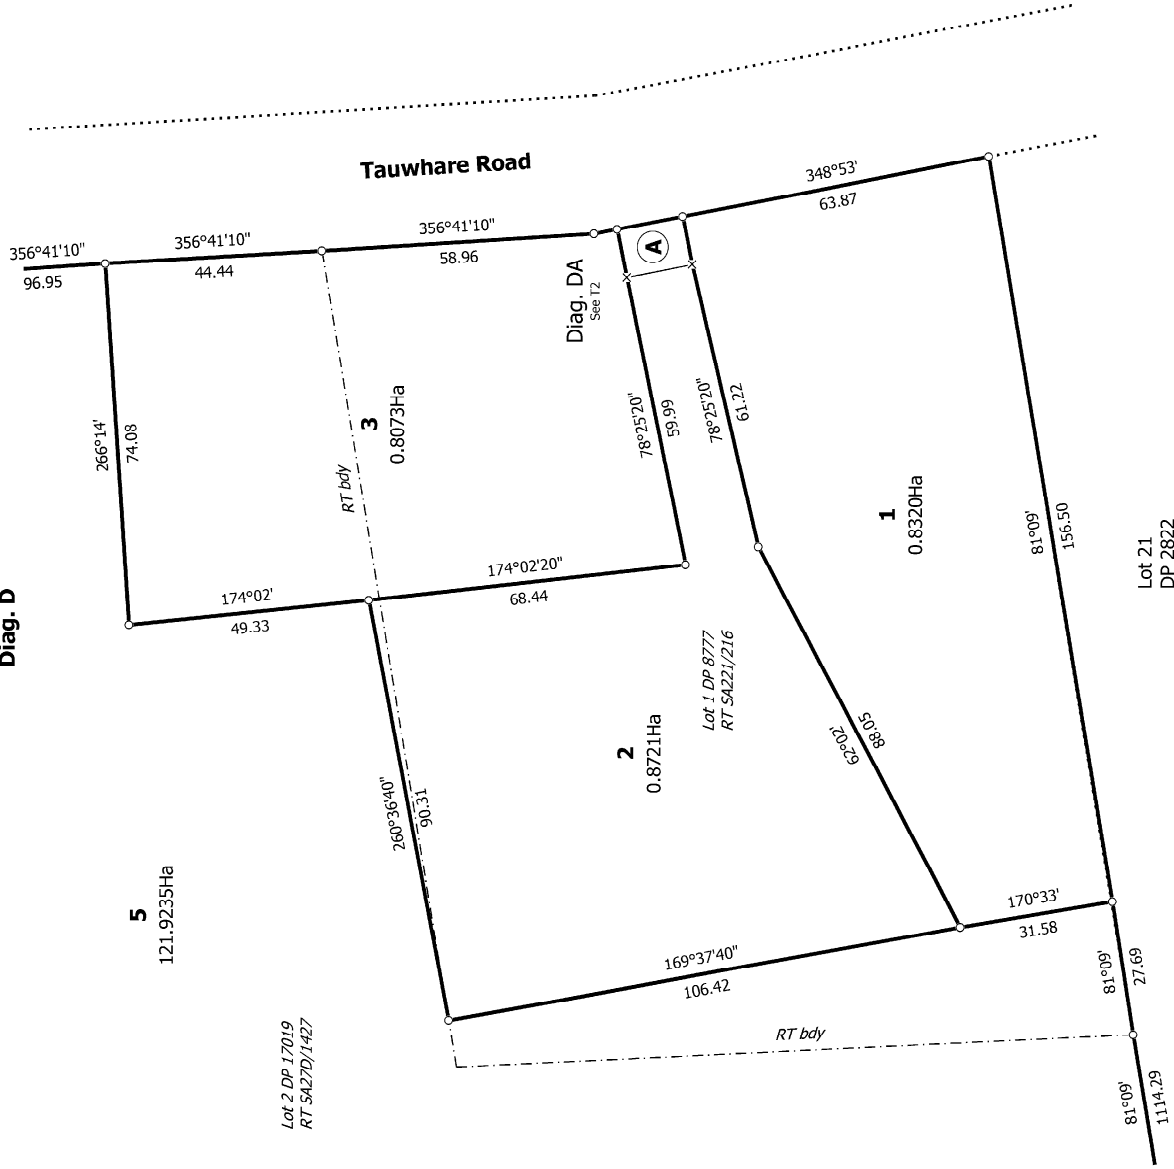 Tauwhare Road
356°41'10"
96.95
356°41'10"
44.44
356°41'10"
58.96
348°53'
63.87
A
Diag. DA
See T2
266°14'
74.08
RT bdy
3
0.8073Ha
78°25'20"
59.99
78°25'20"
61.22
1
0.8320Ha
81°09'
156.50
Lot 21
DP 2822
Diag. D
174°02'
49.33
174°02'20"
68.44
Lot 1 DP 8777
RT SA221/216
2
0.8721Ha
62°02'
88.05
260°36'40"
90.31
5
121.9235Ha
169°37'40"
106.42
170°33'
31.58
81°09'
27.69
RT bdy
Lot 2 DP 17019
RT SA27D/1427
81°09'
1114.29